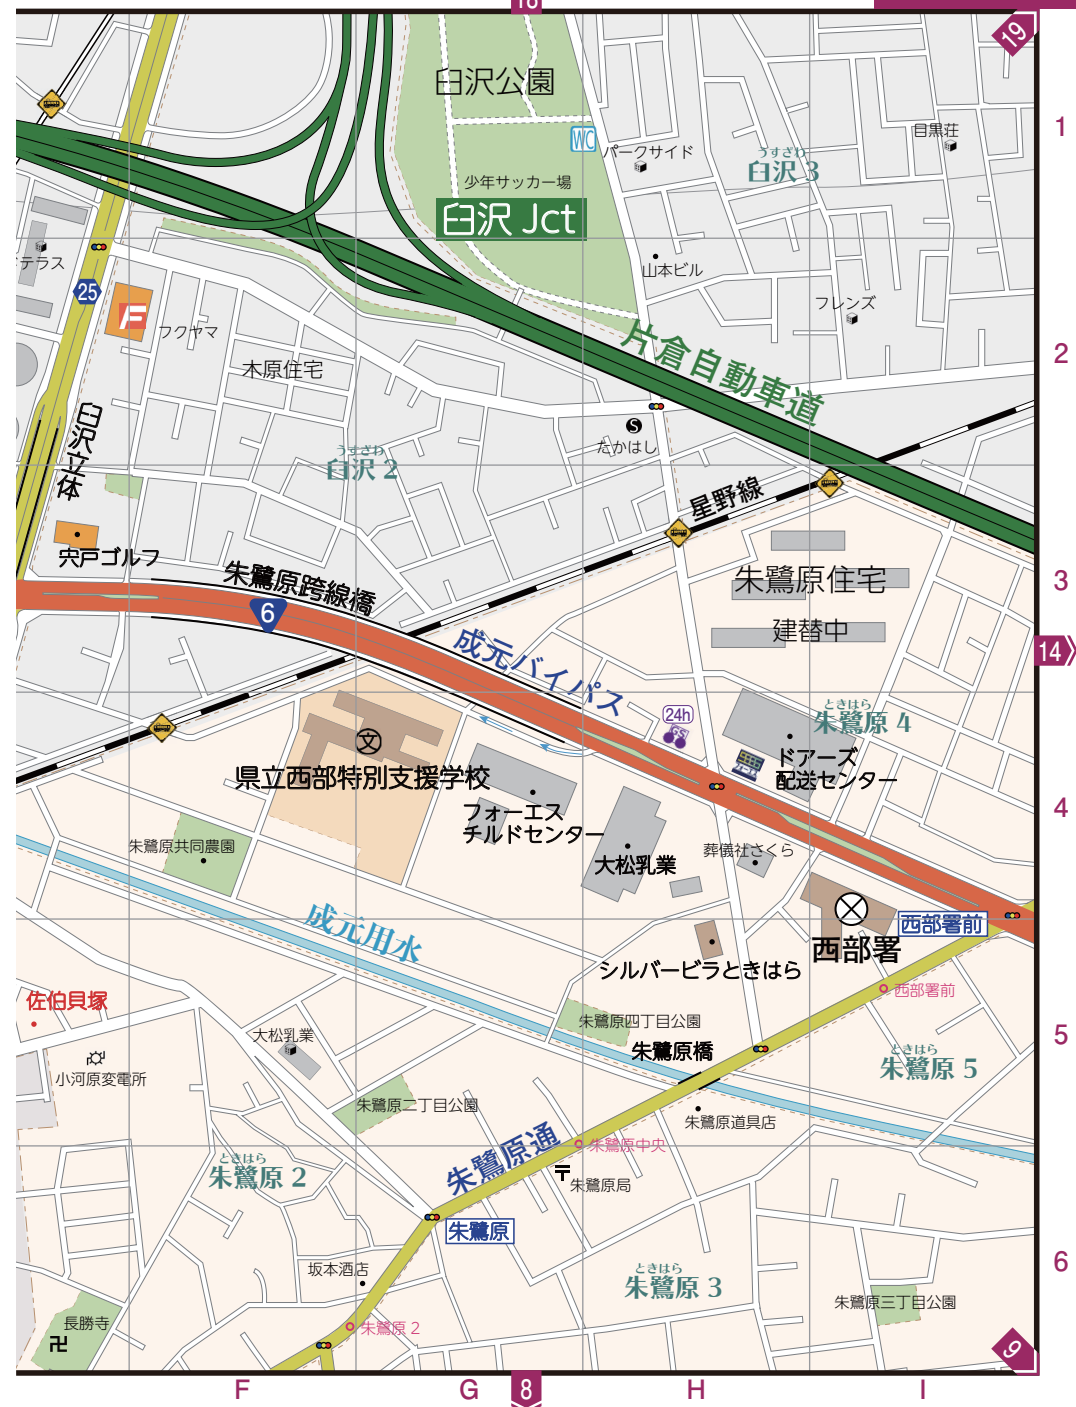 18
19
臼沢公園
1
目黒荘
WC
パークサイド
うすざわ
臼沢 3
少年サッカー場
臼沢 Jct
テラス
山本ビル
25
フレンズ
フクヤマ
片倉自動車道
2
木原住宅
臼沢立体
S
たかはし
うすざわ
臼沢 2
星野線
宍戸ゴルフ
朱鷺原跨線橋
朱鷺原住宅
3
6
建替中
成元バイパス
14
24h
GS
ときはら
朱鷺原 4
文
ドアーズ
配送センター
県立西部特別支援学校
フォーエス
チルドセンター
4
朱鷺原共同農園
大松乳業
葬儀社さくら
成元用水
西部署前
西部署
シルバービラときはら
佐伯貝塚
西部署前
朱鷺原四丁目公園
大松乳業
5
朱鷺原橋
ときはら
朱鷺原 5
小河原変電所
朱鷺原二丁目公園
朱鷺原道具店
朱鷺原通
朱鷺原中央
ときはら
朱鷺原 2
〒
朱鷺原局
朱鷺原
6
坂本酒店
ときはら
朱鷺原 3
朱鷺原三丁目公園
長勝寺
卍
朱鷺原 2
9
F
G
8
H
I